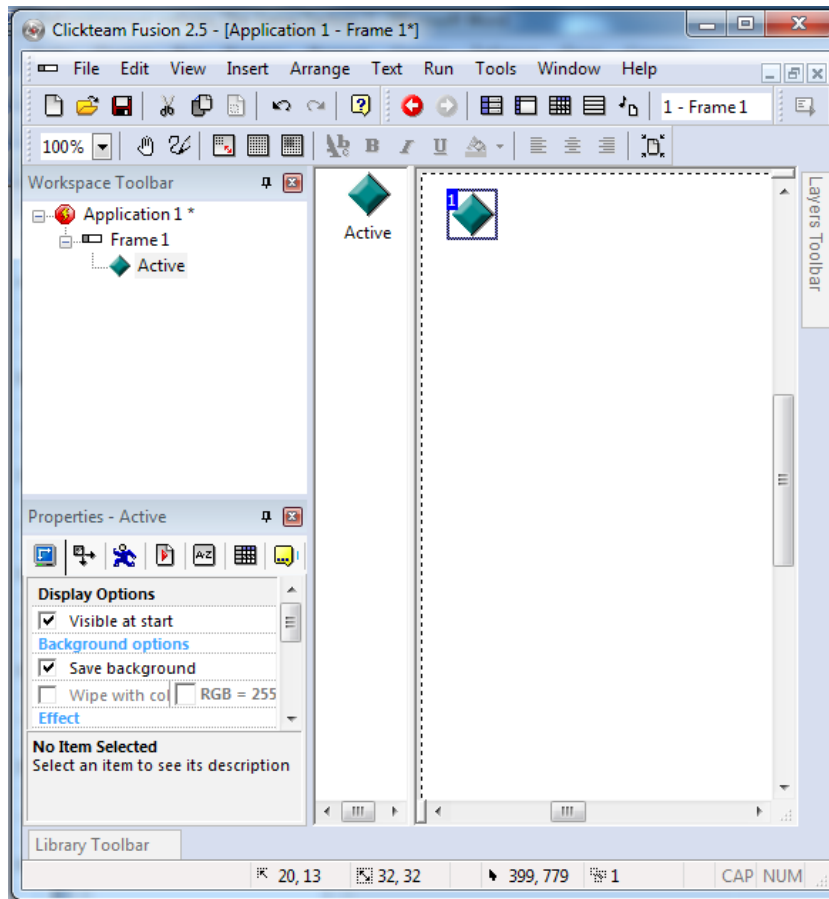 Clickteam Fusion 2.5 - [Application 1 - Frame 1*]
File Edit View Insert Arrange Text Run Tools Window Help
1 - Frame 1
100% A b c B I U
Workspace Toolbar
Application 1 *
Frame 1
Active
Active
1
Layers Toolbar
Properties - Active
A-Z
Display Options
Visible at start
Background options
Save background
Wipe with col RGB = 255
Effect
No Item Selected
Select an item to see its description
Library Toolbar
20, 13 32, 32 399, 779 1 CAP NUM